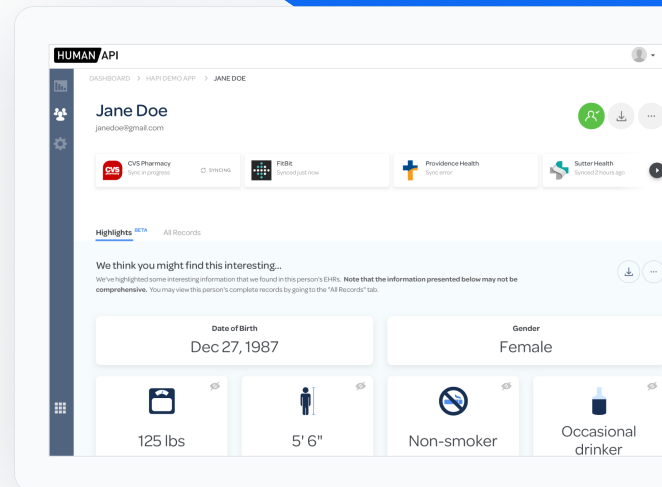 HUMAN API
DASHBOARD > HAPI DEMO APP > JANE DOE
Jane Doe
janedoe@gmail.com
CVS pharmacy
CVS Pharmacy
Sync in progress
SYNCING
FitBit
Synced just now
Providence Health
Sync error
Sutter Health
Synced 2 hours ago
Highlights BETA
All Records
We think you might find this interesting...
We've highlighted some interesting information that we found in this person's EHRs. Note that the information presented below may not be
comprehensive. You may view this person's complete records by going to the "All Records" tab.
Date of Birth
Dec 27, 1987
Gender
Female
125 lbs
5' 6"
Non-smoker
Occasional
drinker